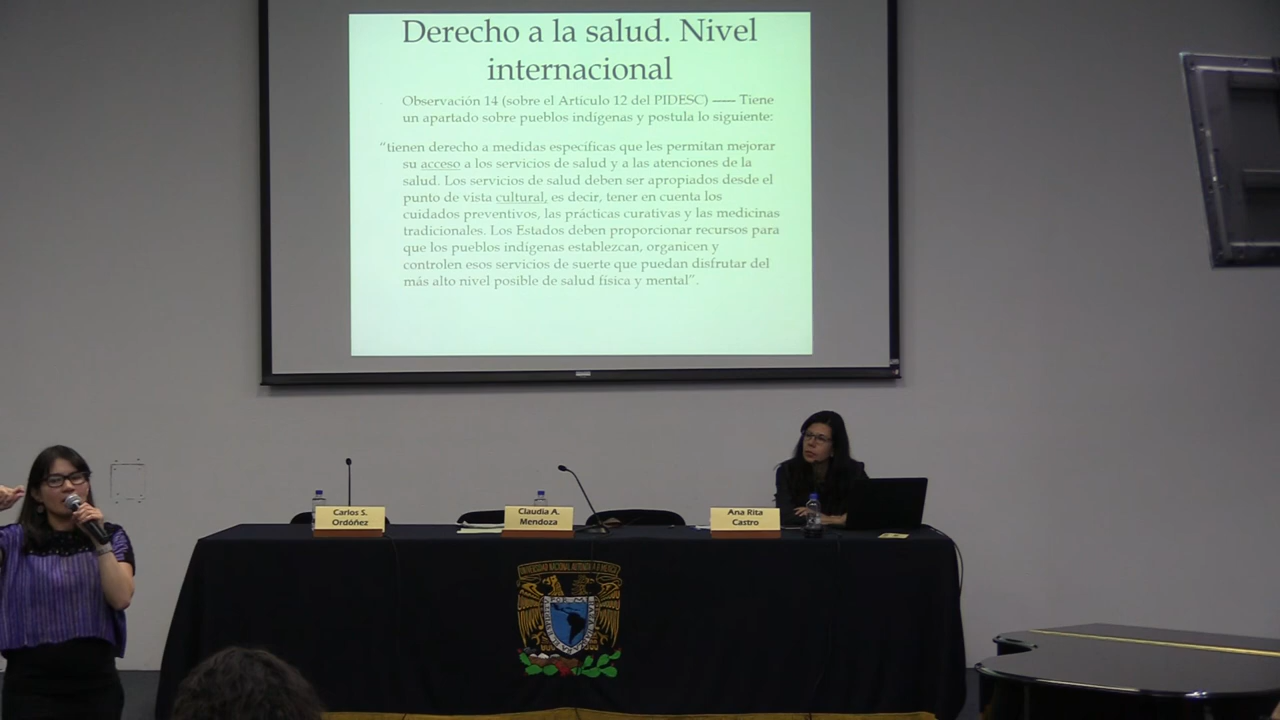 Derecho a la salud. Nivel
internacional
Observación 14 (sobre el Artículo 12 del PIDESC) —— Tiene
un apartado sobre pueblos indígenas y postula lo siguiente:
“tienen derecho a medidas específicas que les permitan mejorar
su acceso a los servicios de salud y a las atenciones de la
salud. Los servicios de salud deben ser apropiados desde el
punto de vista cultural, es decir, tener en cuenta los
cuidados preventivos, las prácticas curativas y las medicinas
tradicionales. Los Estados deben proporcionar recursos para
que los pueblos indígenas establezcan, organicen y
controlen esos servicios de suerte que puedan disfrutar del
más alto nivel posible de salud física y mental”.
Carlos S.
Ordóñez
Claudia A.
Mendoza
Ana Rita
Castro
UNIVERSIDAD NACIONAL AUTONOMA